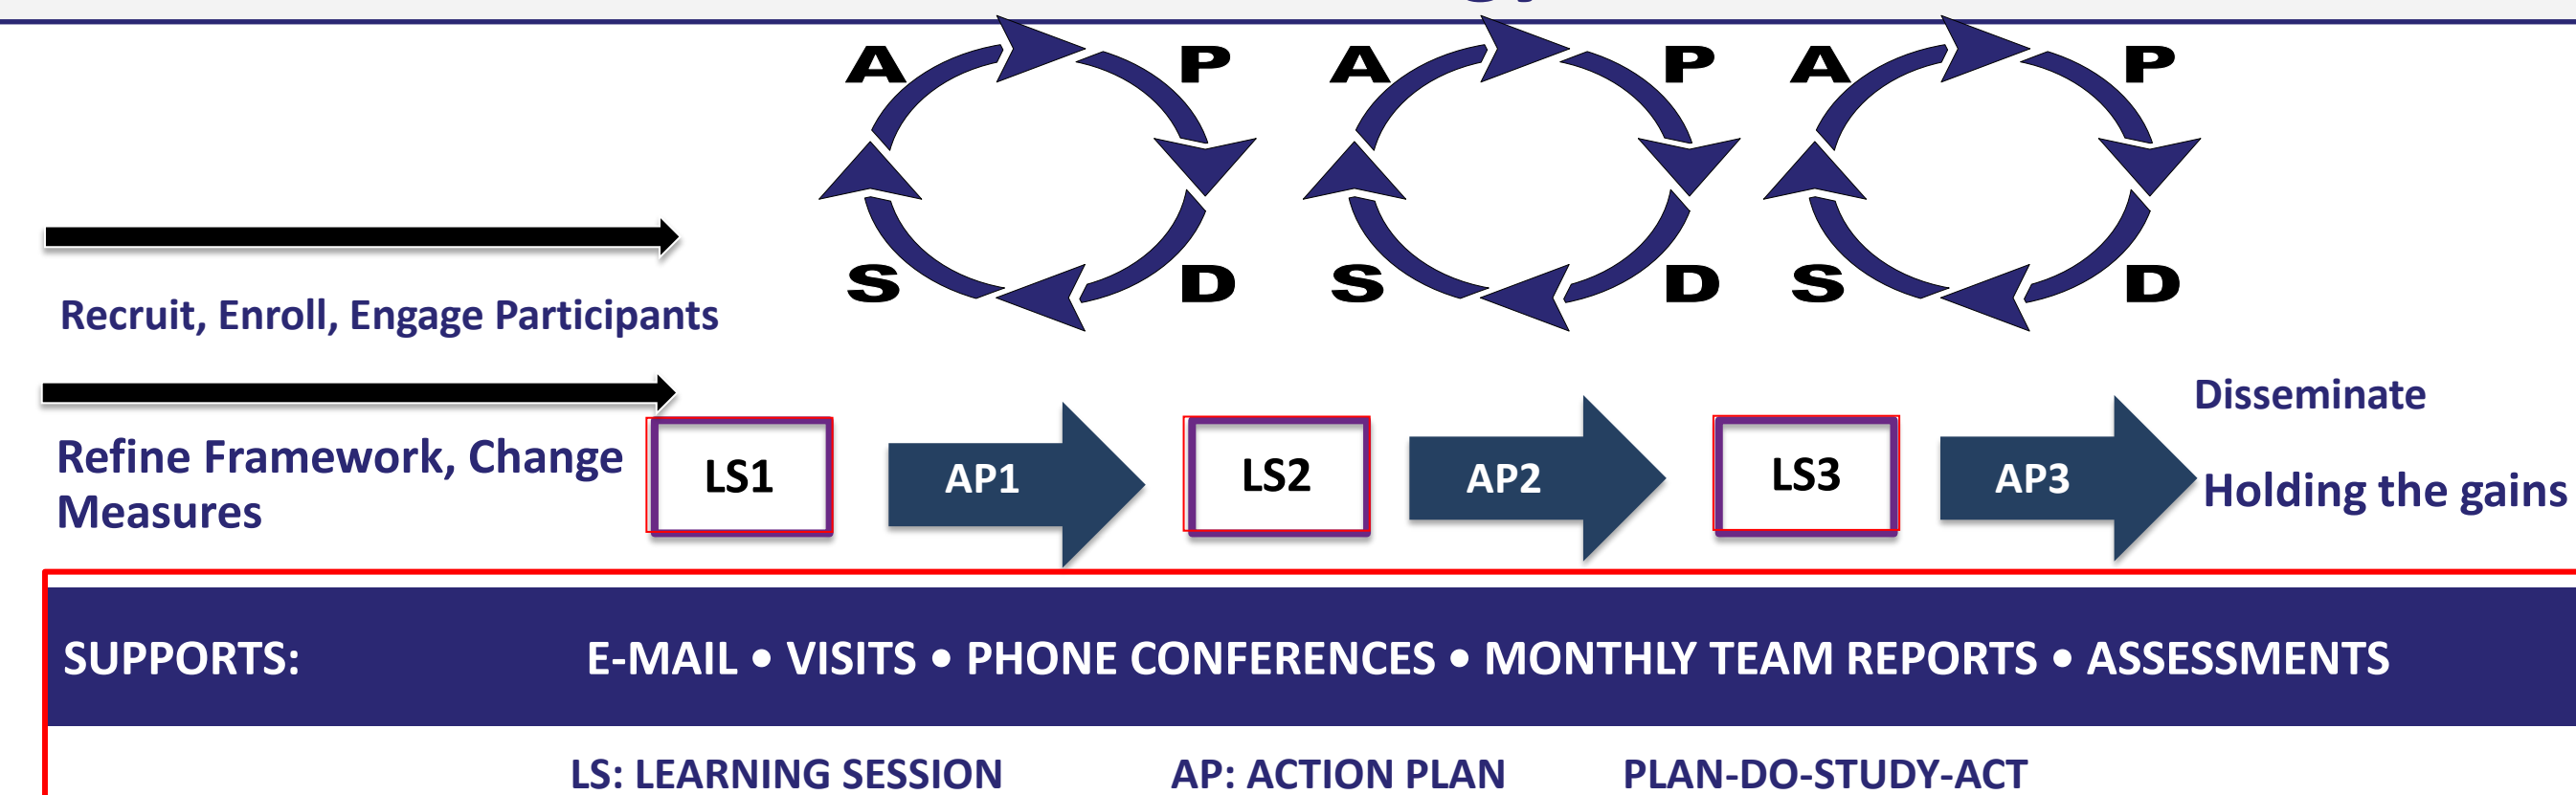 A P A P A P
S D S D S D
Recruit, Enroll, Engage Participants
Refine Framework, Change
Measures
LS1 AP1 LS2 AP2 LS3 AP3
Disseminate
Holding the gains
SUPPORTS: E-MAIL • VISITS • PHONE CONFERENCES • MONTHLY TEAM REPORTS • ASSESSMENTS
LS: LEARNING SESSION AP: ACTION PLAN PLAN-DO-STUDY-ACT